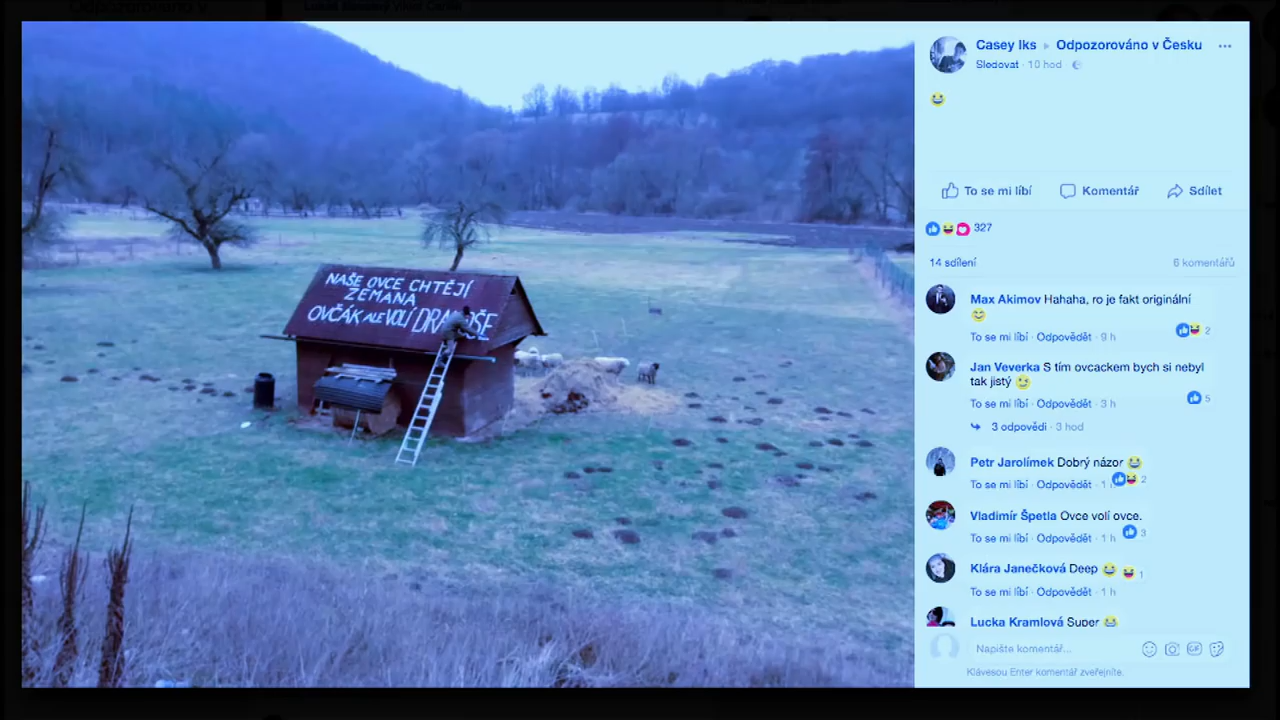 NAŠE OVCE CHTĚJÍ
ZEMANA
OVČÁK ALE VOLÍ
Casey Iks ▸ Odpozorováno v Česku
Sledovat · 10 hod ·
To se mi líbí Komentář Sdílet
327
14 sdílení 6 komentářů
Max Akimov Hahaha, ro je fakt originální
To se mi líbí · Odpovědět · 9 h 2
Jan Veverka S tím ovcackem bych si nebyl
tak jistý
To se mi líbí · Odpovědět · 3 h 5
3 odpovědi · 3 hod
Petr Jarolímek Dobrý názor
To se mi líbí · Odpovědět · 1 h 2
Vladimír Špetla Ovce volí ovce.
To se mi líbí · Odpovědět · 1 h 3
Klára Janečková Deep 1
To se mi líbí · Odpovědět · 1 h
Lucka Kramlová Super
Napište komentář...
GIF
Klávesou Enter komentář zveřejníte.